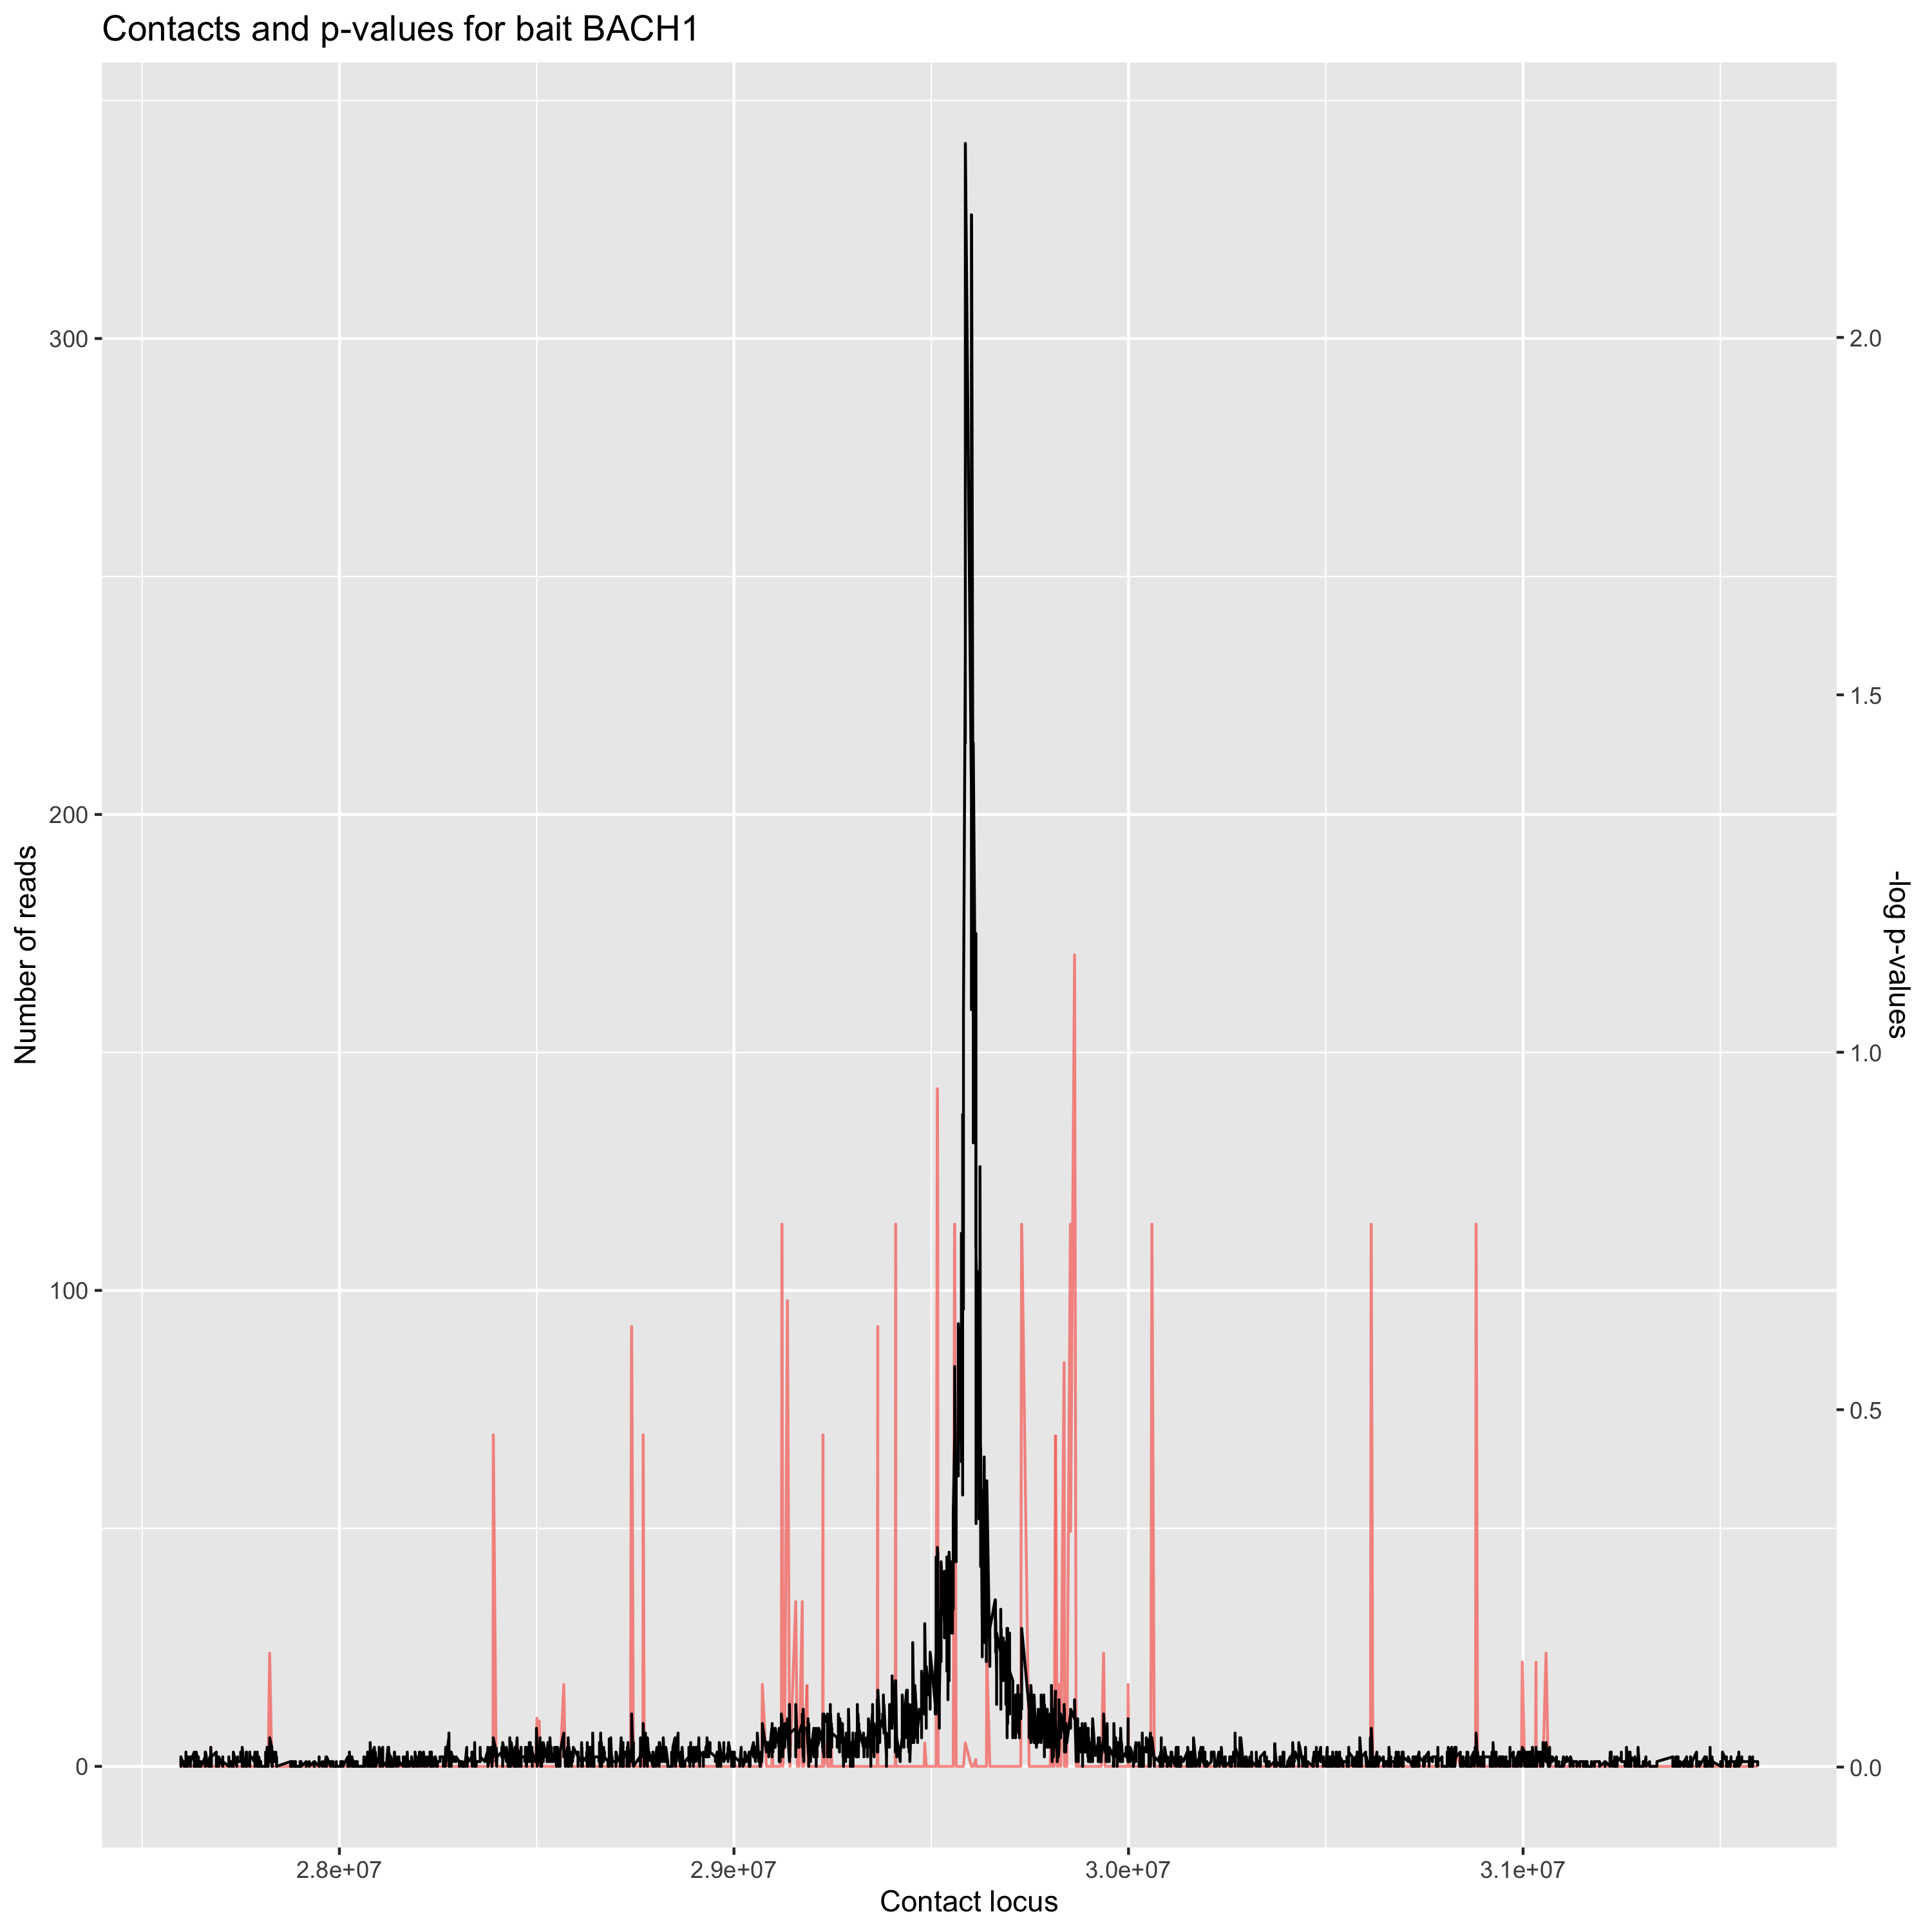 Contacts and p-values for bait BACH1
Number of reads
300
200
100
0
2.0
1.5
1.0
0.5
0.0
-log p-values
2.8e+07
2.9e+07
3.0e+07
3.1e+07
Contact locus